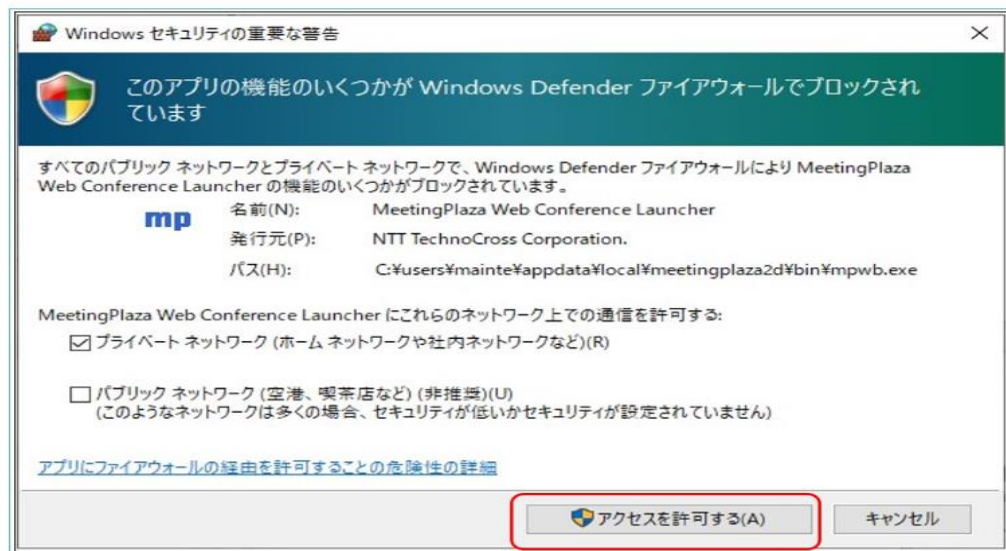 Windows セキュリティの重要な警告
このアプリの機能のいくつかが Windows Defender ファイアウォールでブロックされ
ています
すべてのパブリック ネットワークとプライベート ネットワークで、Windows Defender ファイアウォールにより MeetingPlaza
Web Conference Launcher の機能のいくつかがブロックされています。
mp
名前(N): MeetingPlaza Web Conference Launcher
発行元(P): NTT TechnoCross Corporation.
パス(H): C:¥users¥mainte¥appdata¥local¥meetingplaza2d¥bin¥mpwb.exe
MeetingPlaza Web Conference Launcher にこれらのネットワーク上での通信を許可する:
プライベート ネットワーク (ホーム ネットワークや社内ネットワークなど)(R)
パブリック ネットワーク (空港、喫茶店など) (非推奨)(U)
(このようなネットワークは多くの場合、セキュリティが低いかセキュリティが設定されていません)
アプリにファイアウォールの経由を許可することの危険性の詳細
アクセスを許可する(A) キャンセル